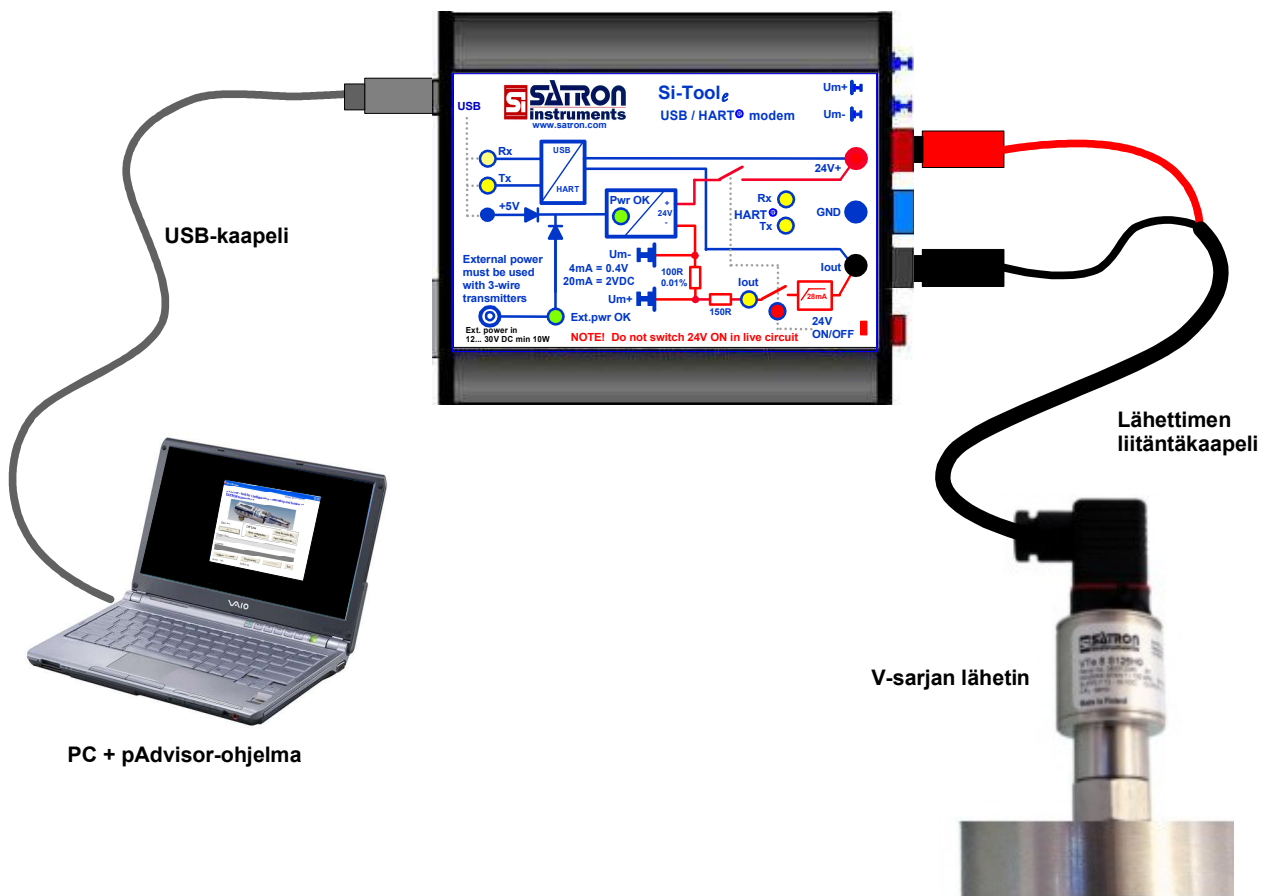 USB
Si
SATRON
instruments
www.satron.com
Si-Toole
USB / HART modem
Um+
Um-
Rx
USB
HART
Tx
+5V
Pwr OK
+
24V
-
24V+
Rx
HART
Tx
GND
Um-
4mA = 0.4V
20mA = 2VDC
Um+
100R
0.01%
150R
Iout
28mA
Iout
External power
must be used
with 3-wire
transmitters
Ext.pwr OK
Ext. power in
12... 30V DC min 10W
NOTE! Do not switch 24V ON in live circuit
24V
ON/OFF
USB-kaapeli
Lähettimen
liitäntäkaapeli
VAIO
PC + pAdvisor-ohjelma
V-sarjan lähetin
Si SATRON
instruments
Made in Finland